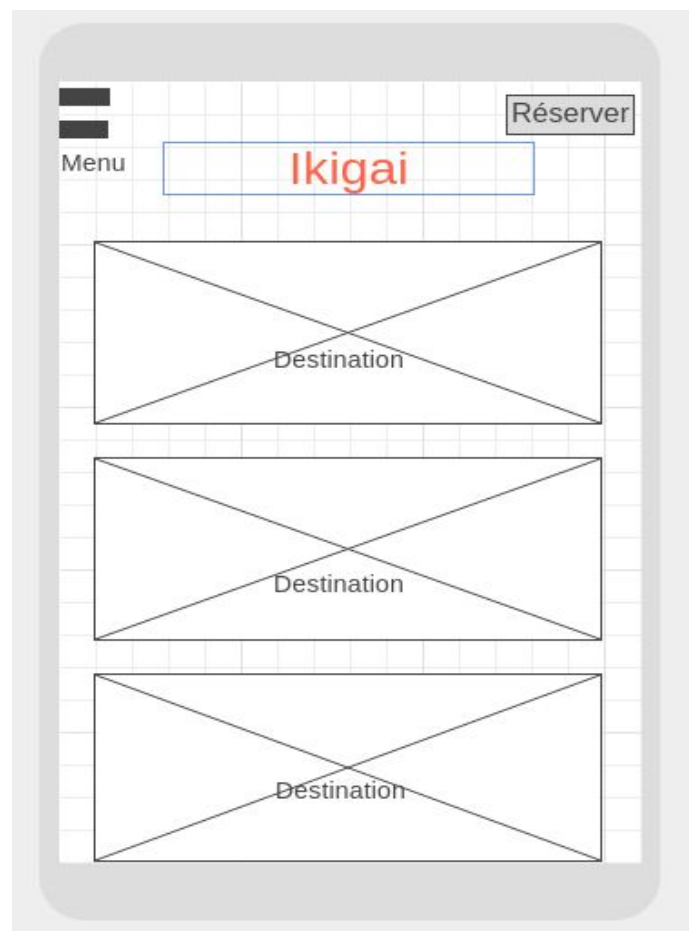 Réserver
Menu
Ikigai
Destination
Destination
Destination